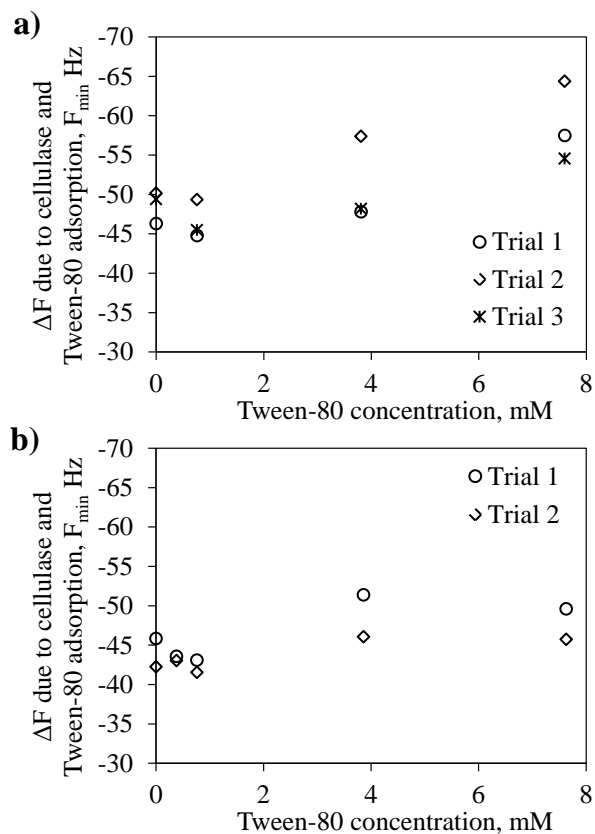 a)
ΔF due to cellulase and
Tween-80 adsorption, F_min Hz
-70
-65
-60
-55
-50
-45
-40
-35
-30
Trial 1
Trial 2
Trial 3
0 2 4 6 8
Tween-80 concentration, mM
b)
ΔF due to cellulase and
Tween-80 adsorption, F_min Hz
-70
-65
-60
-55
-50
-45
-40
-35
-30
Trial 1
Trial 2
0 2 4 6 8
Tween-80 concentration, mM